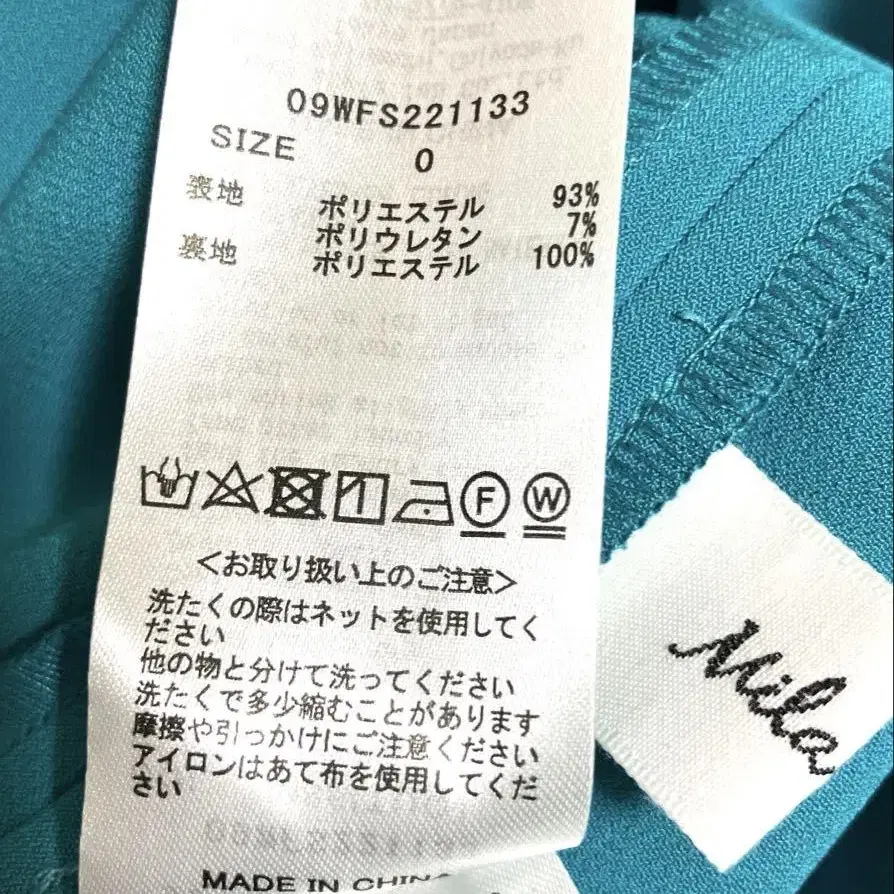 09WFS221133
SIZE 0
表地 ポリエステル 93%
ポリウレタン 7%
裏地 ポリエステル 100%
F W
<お取り扱い上のご注意>
洗たくの際はネットを使用してく
ださい
他の物と分けて洗ってください
洗たくで多少縮むことがあります
摩擦や引っかけにご注意ください
アイロンはあて布を使用してくだ
さい
MADE IN CHINA
Mila